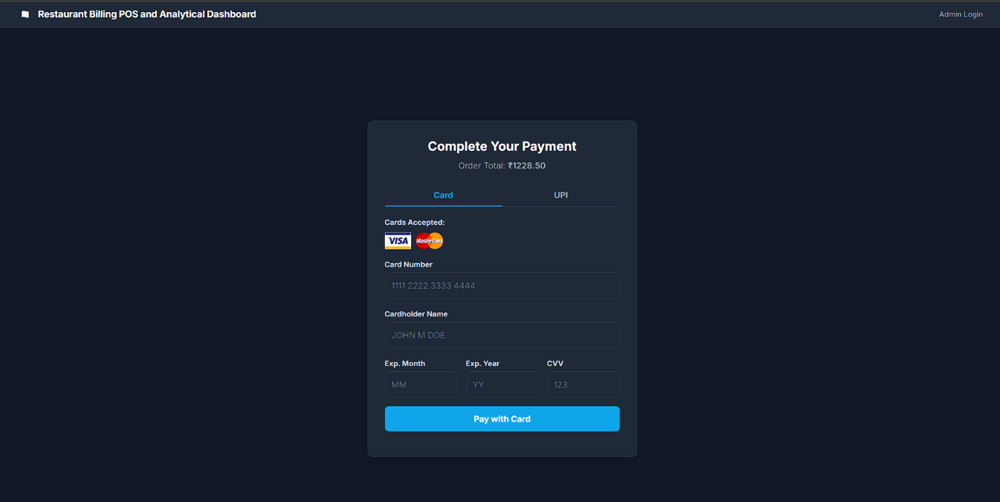 Restaurant Billing POS and Analytical Dashboard
Admin Login
Complete Your Payment
Order Total: ₹1228.50
Card UPI
Cards Accepted:
VISA MasterCard
Card Number
1111 2222 3333 4444
Cardholder Name
JOHN M DOE
Exp. Month Exp. Year CVV
MM YY 123
Pay with Card